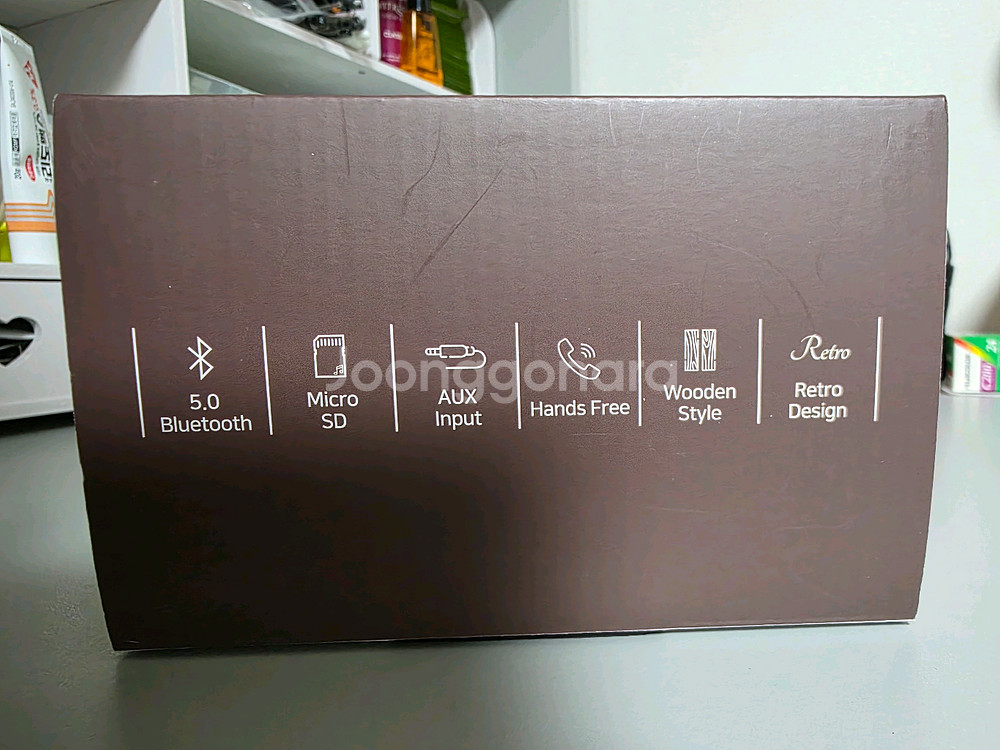 5.0
Bluetooth
Micro
SD
AUX
Input
Hands Free
Wooden
Style
Retro
Retro
Design
Joonggonara